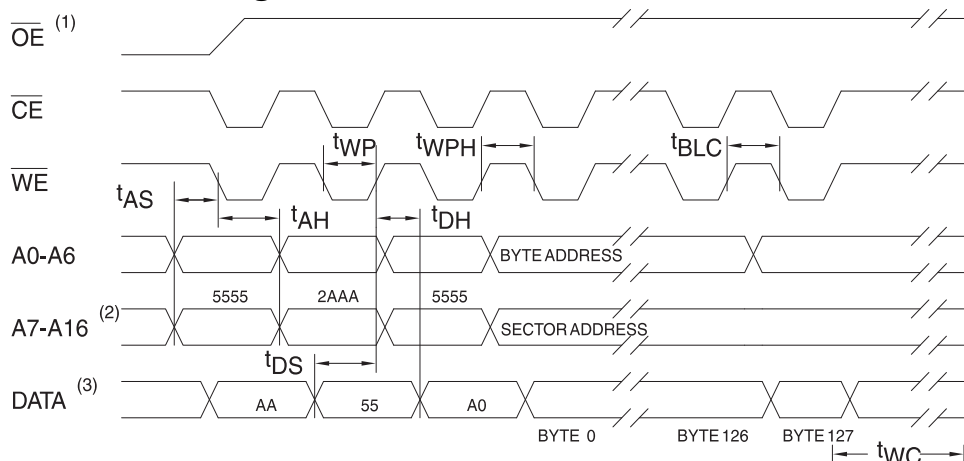 OE (1)
CE
tWP tWPH tBLC
WE
tAS
tAH tDH
A0-A6 BYTE ADDRESS
5555 2AAA 5555
A7-A16 (2) SECTOR ADDRESS
tDS
DATA (3) AA 55 A0
BYTE 0 BYTE 126 BYTE 127
tWC